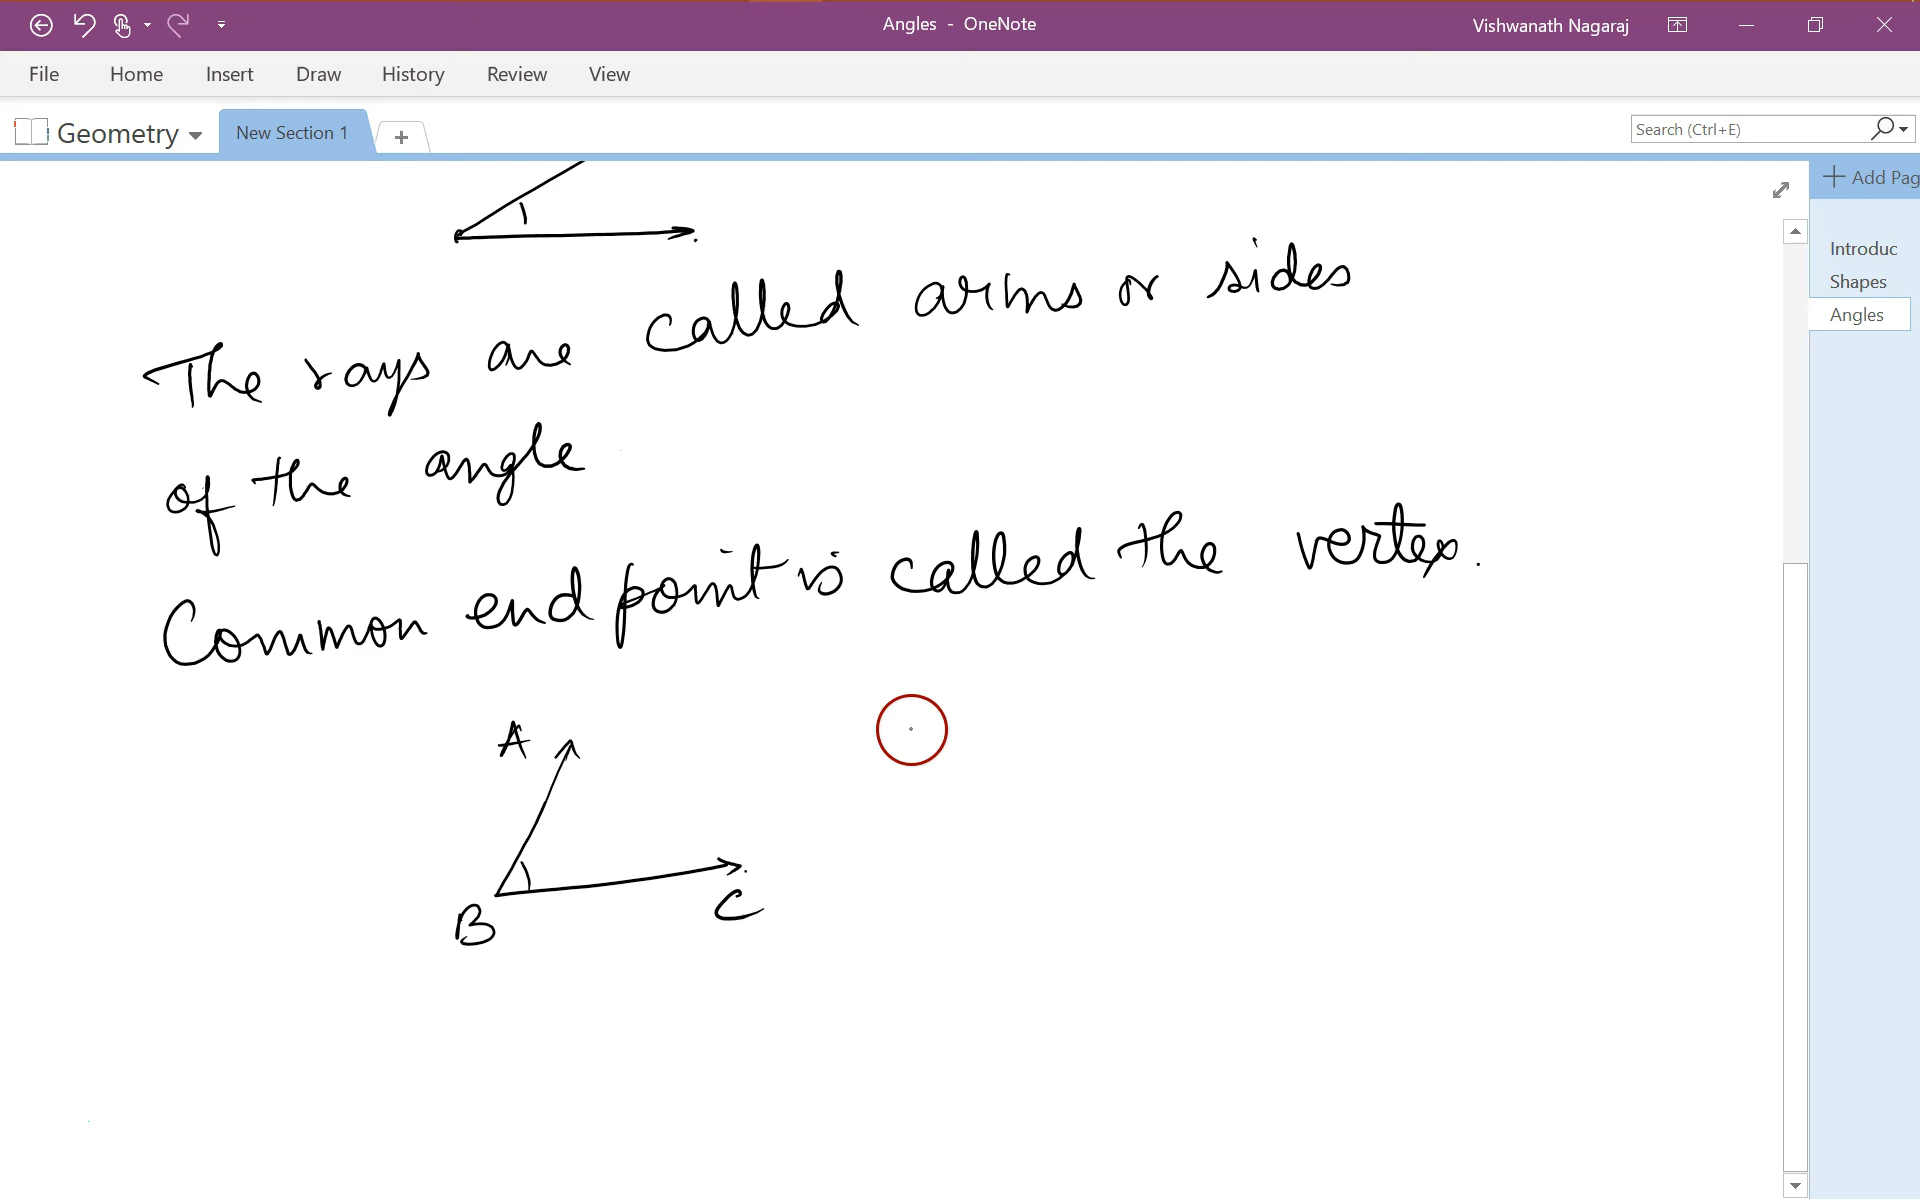 Angles - OneNote
Vishwanath Nagaraj
File Home Insert Draw History Review View
Geometry
New Section 1
+
Search (Ctrl+E)
Add Pag
Introduc
Shapes
Angles
The rays are called arms or sides
of the angle
Common end point is called the vertex.
A
B
C